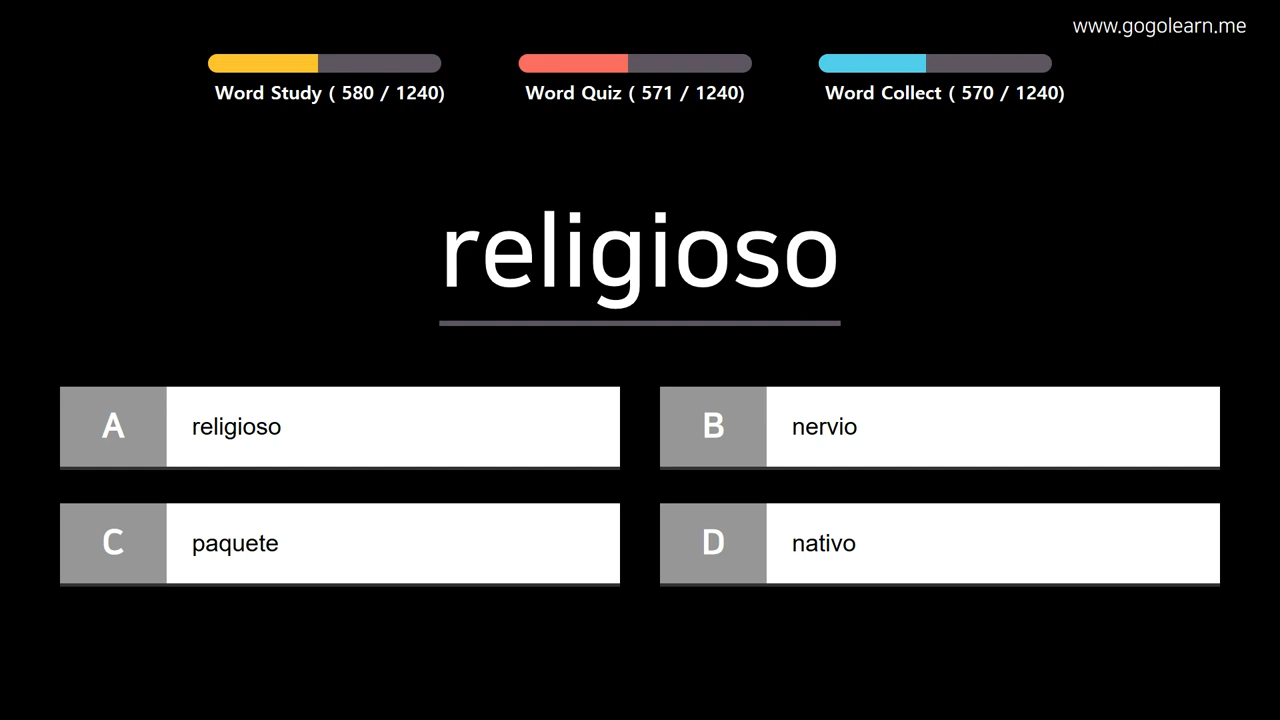 www.gogolearn.me
Word Study ( 580 / 1240)
Word Quiz ( 571 / 1240)
Word Collect ( 570 / 1240)
religioso
A religioso
B nervio
C paquete
D nativo